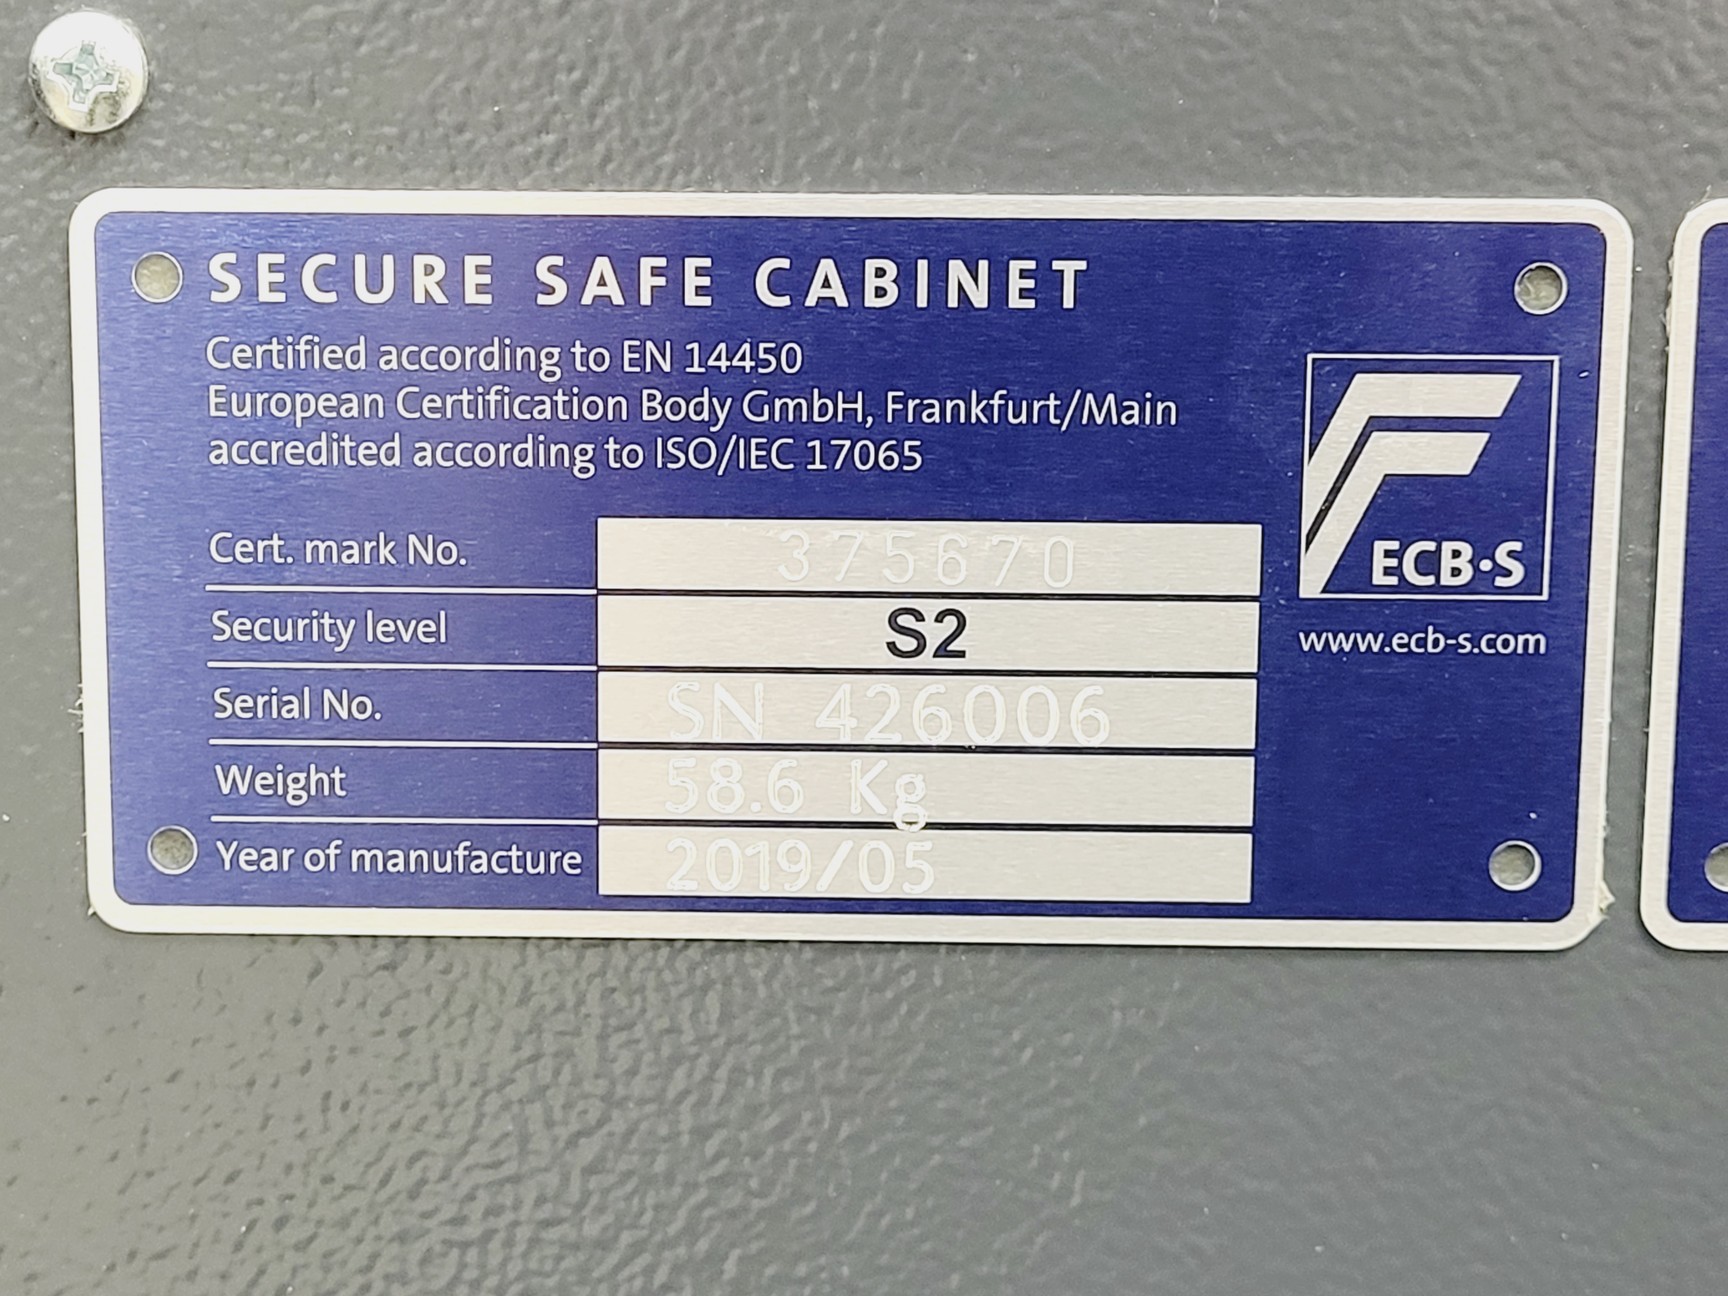 SECURE SAFE CABINET
Certified according to EN 14450
European Certification Body GmbH, Frankfurt/Main
accredited according to ISO/IEC 17065
Cert. mark No. 375670
Security level S2
Serial No. SN 426006
Weight 58.6 Kg
Year of manufacture 2019/05
ECB•S
www.ecb-s.com